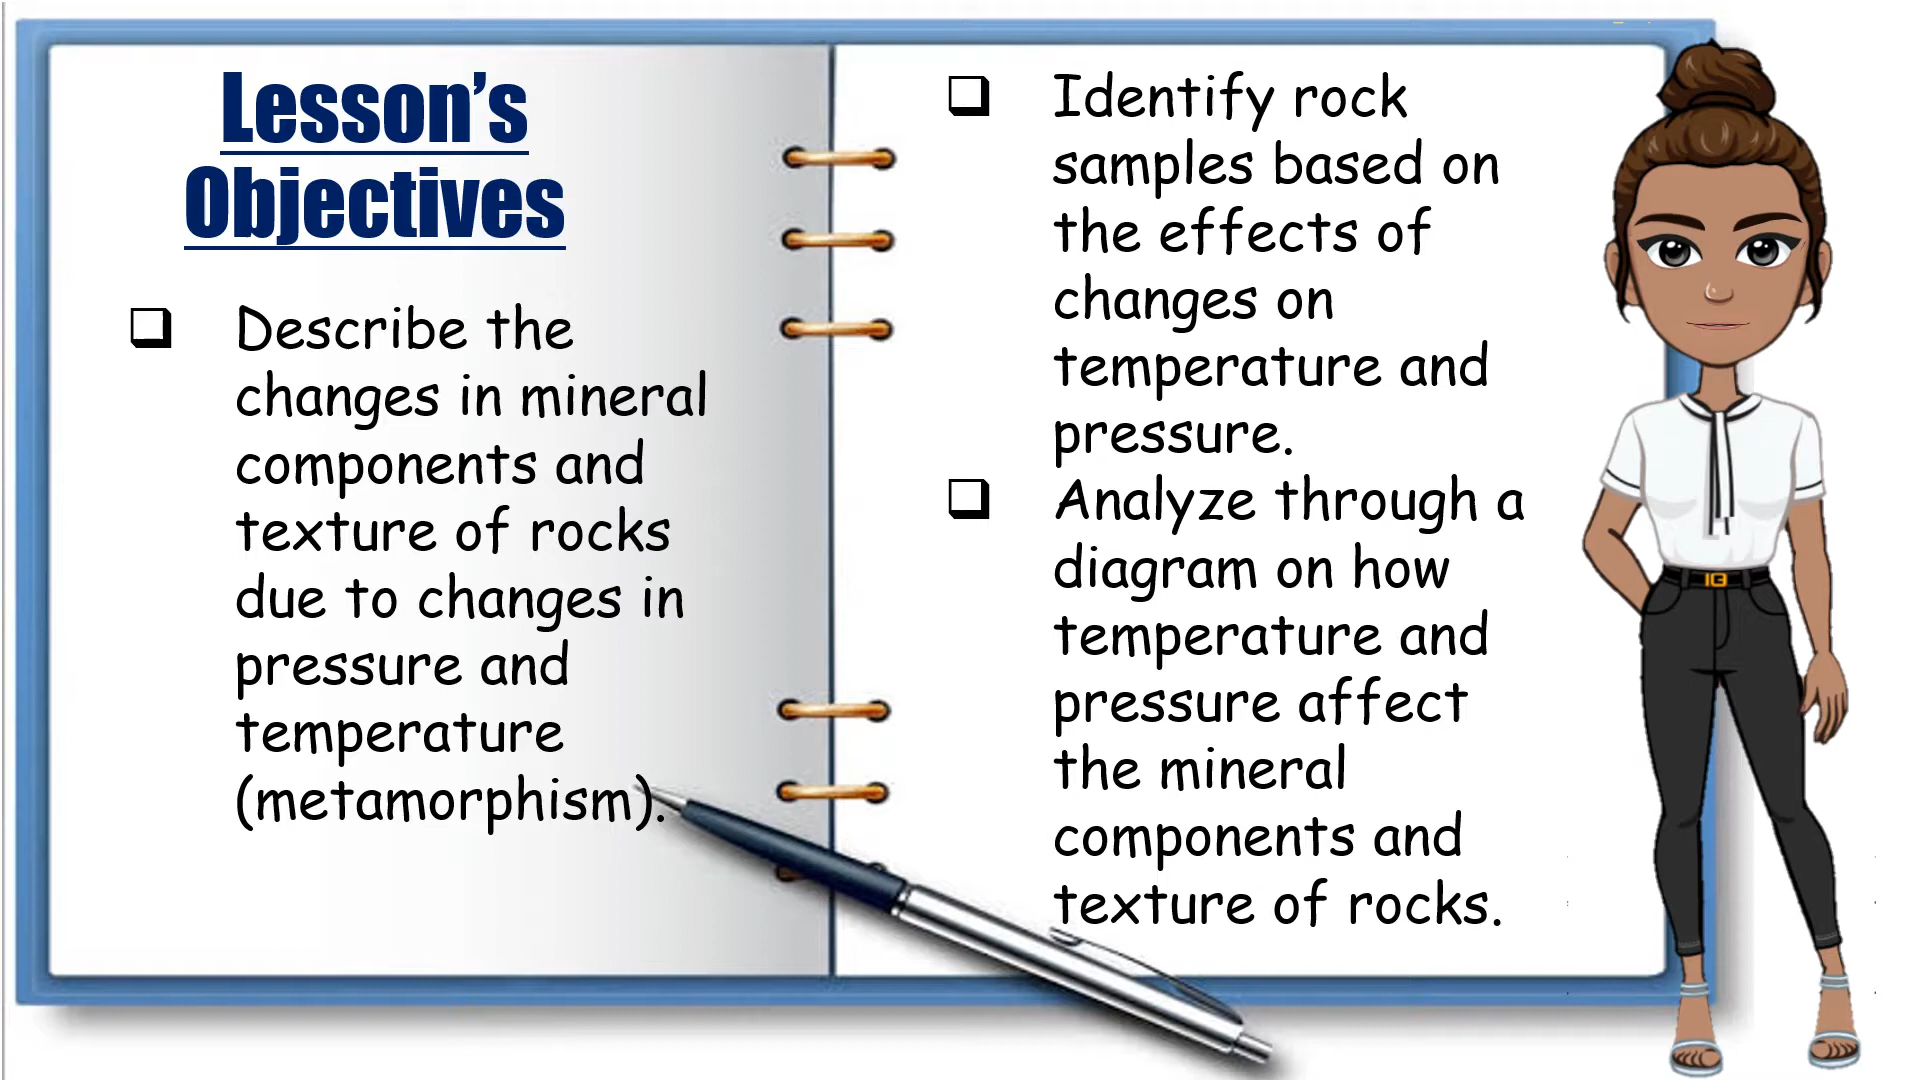 Lesson’s
Objectives
❑ Describe the
changes in mineral
components and
texture of rocks
due to changes in
pressure and
temperature
(metamorphism).
❑ Identify rock
samples based on
the effects of
changes on
temperature and
pressure.
❑ Analyze through a
diagram on how
temperature and
pressure affect
the mineral
components and
texture of rocks.